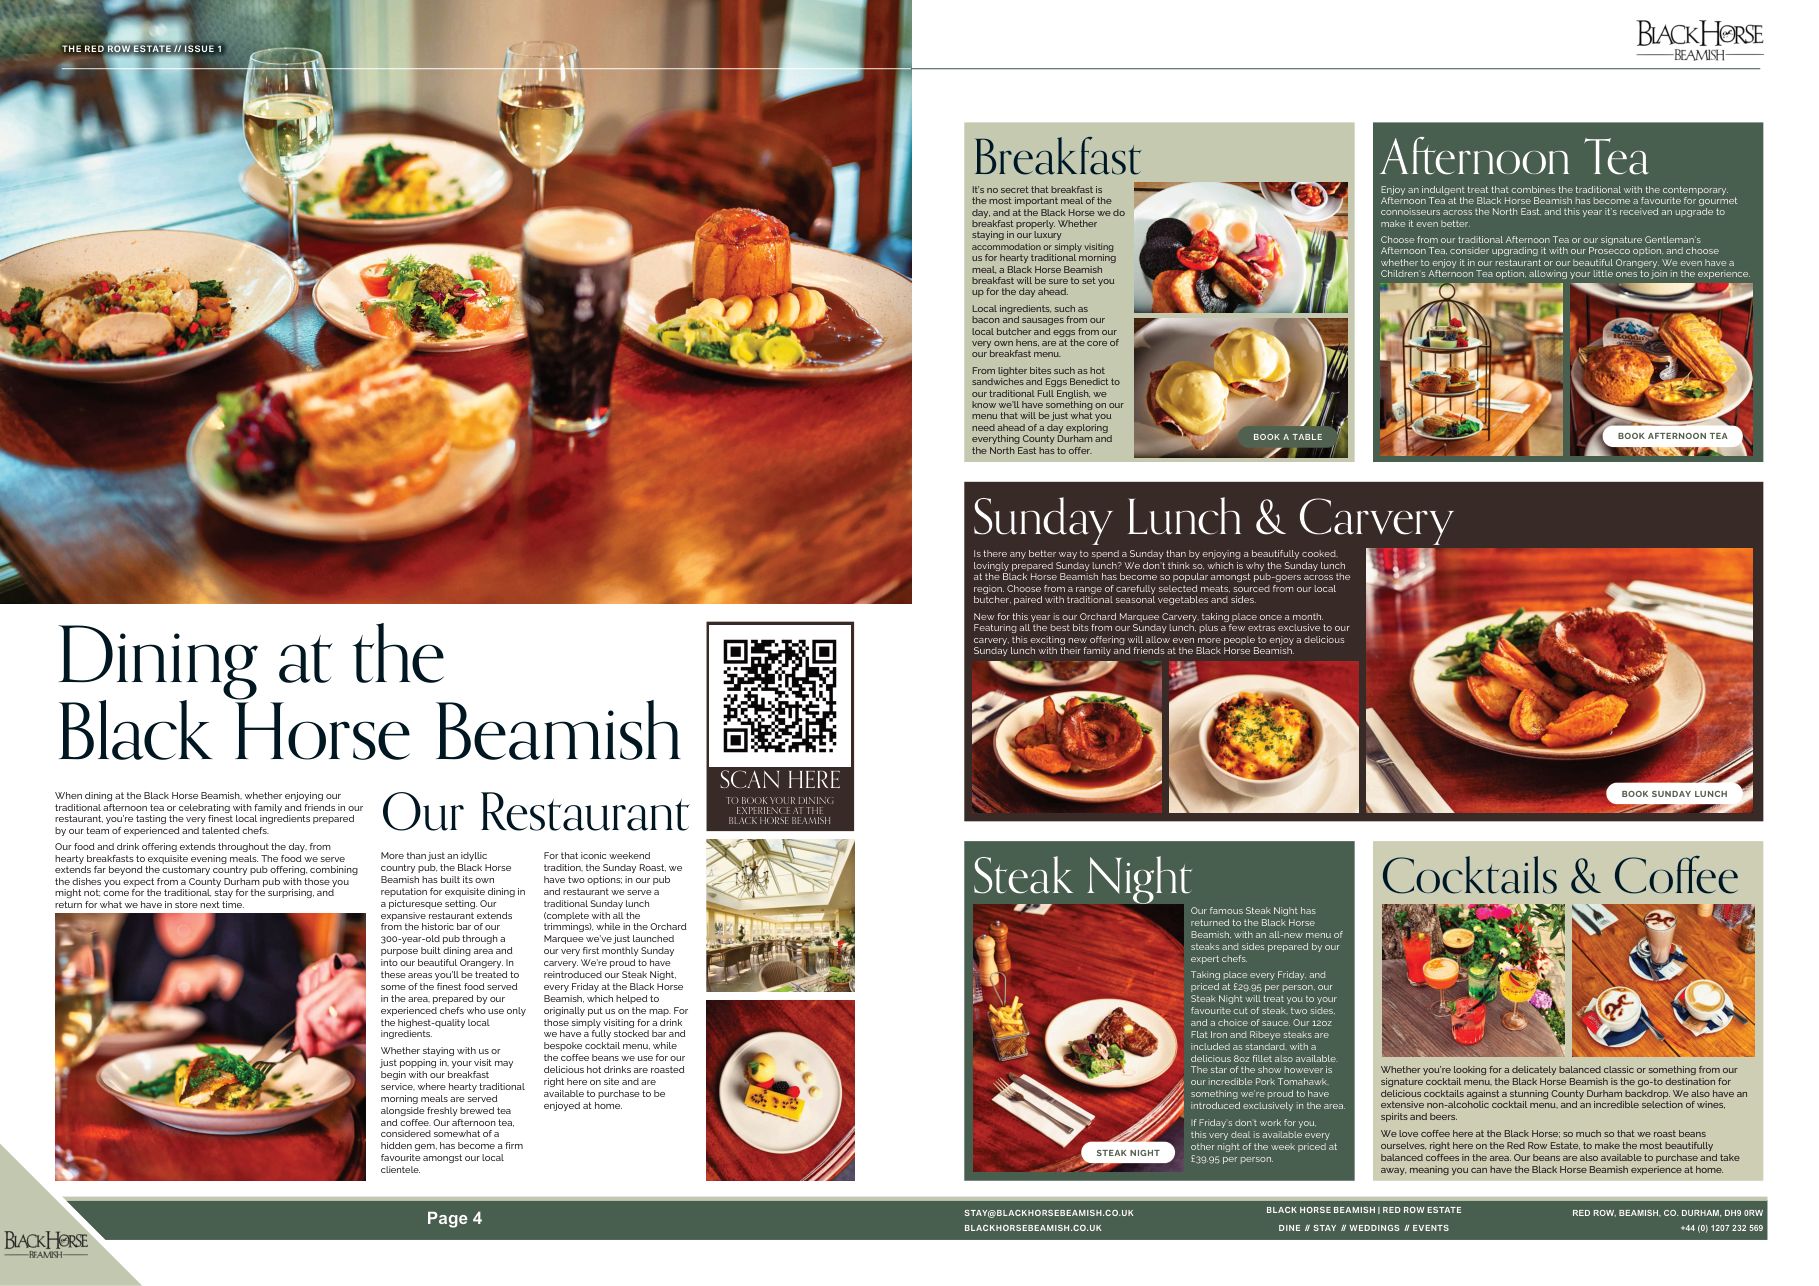 THE RED ROW ESTATE // ISSUE 1
Dining at the
Black Horse Beamish
When dining at the Black Horse Beamish, whether enjoying our
traditional afternoon tea or celebrating with family and friends in our
restaurant, you're tasting the very finest local ingredients prepared
by our team of experienced and talented chefs.
Our food and drink offering extends throughout the day, from
hearty breakfasts to exquisite evening meals. The food we serve
extends far beyond the customary country pub offering, combining
the dishes you expect from a County Durham pub with those you
might not; come for the traditional, stay for the surprising, and
return for what we have in store next time.
Our Restaurant
More than just an idyllic
country pub, the Black Horse
Beamish has built its own
reputation for exquisite dining in
a picturesque setting. Our
expansive restaurant extends
from the historic bar of our
300-year-old pub through a
purpose built dining area and
into our beautiful Orangery. In
these areas you'll be treated to
some of the finest food served
in the area, prepared by our
experienced chefs who use only
the highest-quality local
ingredients.
Whether staying with us or
just popping in, your visit may
begin with our breakfast
service, where hearty traditional
morning meals are served
alongside freshly brewed tea
and coffee. Our afternoon tea,
considered somewhat of a
hidden gem, has become a firm
favourite amongst our local
clientele.
For that iconic weekend
tradition, the Sunday Roast, we
have two options; in our pub
and restaurant we serve a
traditional Sunday lunch
(complete with all the
trimmings), while in the Orchard
Marquee we've just launched
our very first monthly Sunday
carvery. We're proud to have
reintroduced our Steak Night,
every Friday at the Black Horse
Beamish, which helped to
originally put us on the map. For
those simply visiting for a drink
we have a fully stocked bar and
bespoke cocktail menu, while
the coffee beans we use for our
delicious hot drinks are roasted
right here on site and are
available to purchase to be
enjoyed at home.
SCAN HERE
TO BOOK YOUR DINING
EXPERIENCE AT THE
BLACK HORSE BEAMISH
BLACK HORSE
BEAMISH
Page 4
BLACK HORSE
BEAMISH
Breakfast
It's no secret that breakfast is
the most important meal of the
day, and at the Black Horse we do
breakfast properly. Whether
staying in our luxury
accommodation or simply visiting
us for hearty traditional morning
meal, a Black Horse Beamish
breakfast will be sure to set you
up for the day ahead.
Local ingredients, such as
bacon and sausages from our
local butcher and eggs from our
very own hens, are at the core of
our breakfast menu.
From lighter bites such as hot
sandwiches and Eggs Benedict to
our traditional Full English, we
know we'll have something on our
menu that will be just what you
need ahead of a day exploring
everything County Durham and
the North East has to offer.
BOOK A TABLE
Afternoon Tea
Enjoy an indulgent treat that combines the traditional with the contemporary.
Afternoon Tea at the Black Horse Beamish has become a favourite for gourmet
connoisseurs across the North East, and this year it's received an upgrade to
make it even better.
Choose from our traditional Afternoon Tea or our signature Gentleman's
Afternoon Tea, consider upgrading it with our Prosecco option, and choose
whether to enjoy it in our restaurant or our beautiful Orangery. We even have a
Children's Afternoon Tea option, allowing your little ones to join in the experience.
BOOK AFTERNOON TEA
Sunday Lunch & Carvery
Is there any better way to spend a Sunday than by enjoying a beautifully cooked,
lovingly prepared Sunday lunch? We don't think so, which is why the Sunday lunch
at the Black Horse Beamish has become so popular amongst pub-goers across the
region. Choose from a range of carefully selected meats, sourced from our local
butcher, paired with traditional seasonal vegetables and sides.
New for this year is our Orchard Marquee Carvery, taking place once a month.
Featuring all the best bits from our Sunday lunch, plus a few extras exclusive to our
carvery, this exciting new offering will allow even more people to enjoy a delicious
Sunday lunch with their family and friends at the Black Horse Beamish.
BOOK SUNDAY LUNCH
Steak Night
Our famous Steak Night has
returned to the Black Horse
Beamish, with an all-new menu of
steaks and sides prepared by our
expert chefs.
Taking place every Friday, and
priced at £29.95 per person, our
Steak Night will treat you to your
favourite cut of steak, two sides,
and a choice of sauce. Our 12oz
Flat Iron and Ribeye steaks are
included as standard, with a
delicious 8oz fillet also available.
The star of the show however is
our incredible Pork Tomahawk,
something we're proud to have
introduced exclusively in the area.
If Friday's don't work for you,
this very deal is available every
other night of the week priced at
£39.95 per person.
STEAK NIGHT
Cocktails & Coffee
Whether you're looking for a delicately balanced classic or something from our
signature cocktail menu, the Black Horse Beamish is the go-to destination for
delicious cocktails against a stunning County Durham backdrop. We also have an
extensive non-alcoholic cocktail menu, and an incredible selection of wines,
spirits and beers.
We love coffee here at the Black Horse; so much so that we roast beans
ourselves, right here on the Red Row Estate, to make the most beautifully
balanced coffees in the area. Our beans are also available to purchase and take
away, meaning you can have the Black Horse Beamish experience at home.
STAY@BLACKHORSEBEAMISH.CO.UK
BLACKHORSEBEAMISH.CO.UK
BLACK HORSE BEAMISH | RED ROW ESTATE
DINE // STAY // WEDDINGS // EVENTS
RED ROW, BEAMISH, CO. DURHAM, DH9 0RW
+44 (0) 1207 232 569